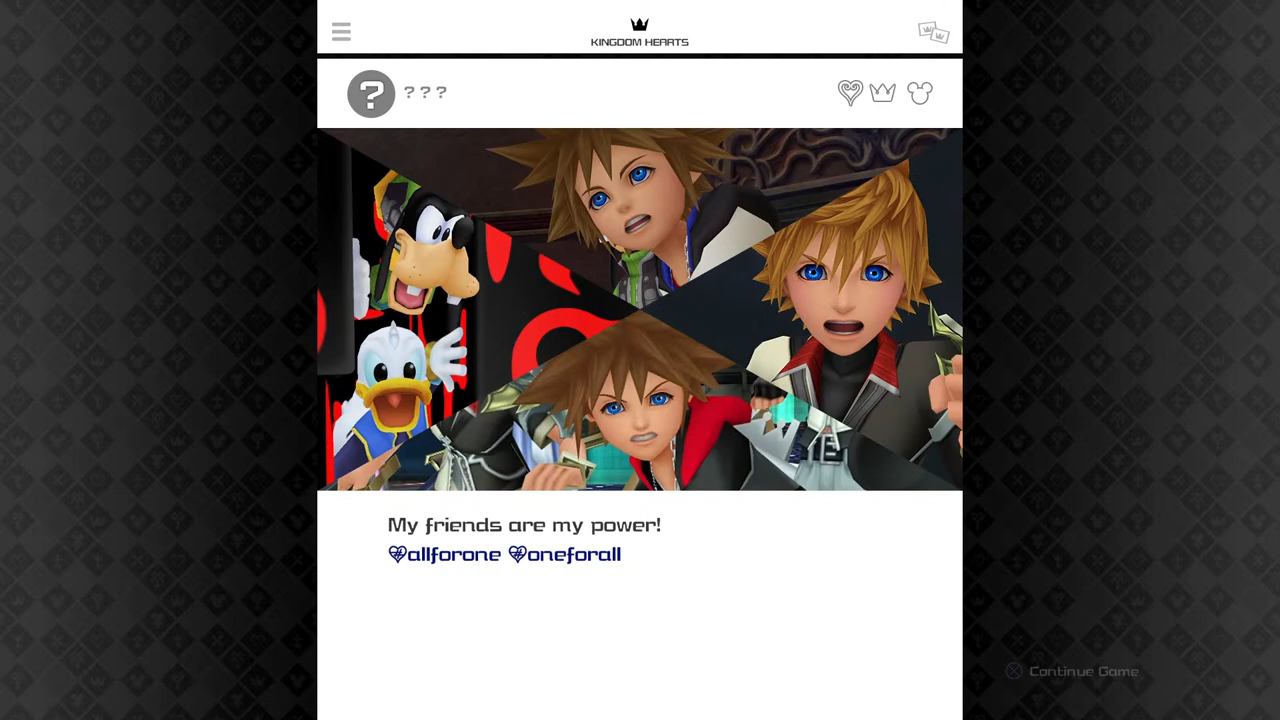 KINGDOM HEARTS
?
? ? ?
My friends are my power!
#allforone #oneforall
Continue Game